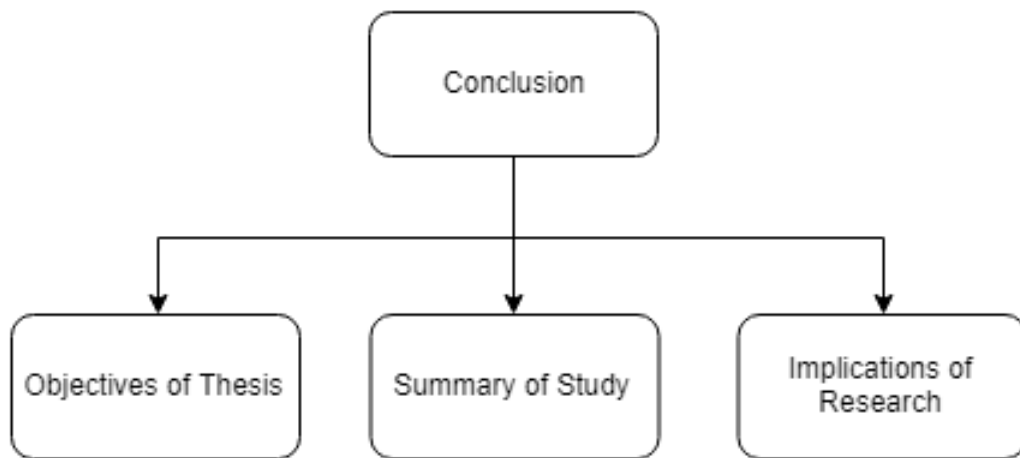 Conclusion
Objectives of Thesis
Summary of Study
Implications of
Research